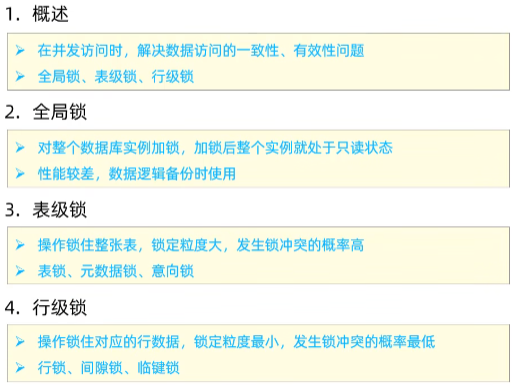 1. 概述
➢ 在并发访问时，解决数据访问的一致性、有效性问题
➢ 全局锁、表级锁、行级锁
2. 全局锁
➢ 对整个数据库实例加锁，加锁后整个实例就处于只读状态
➢ 性能较差，数据逻辑备份时使用
3. 表级锁
➢ 操作锁住整张表，锁定粒度大，发生锁冲突的概率高
➢ 表锁、元数据锁、意向锁
4. 行级锁
➢ 操作锁住对应的行数据，锁定粒度最小，发生锁冲突的概率最低
➢ 行锁、间隙锁、临键锁